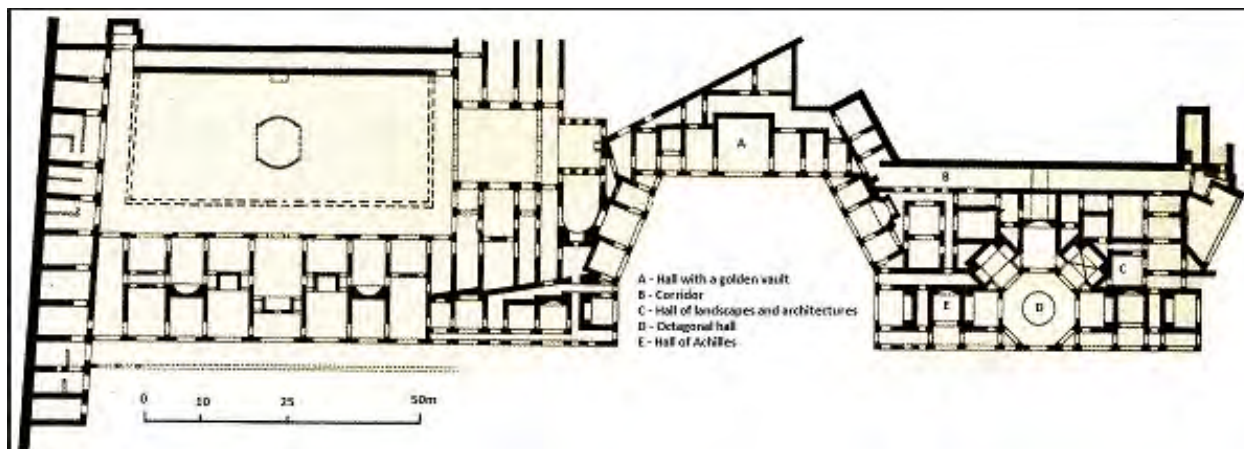 A
B
C
E
D
A - Hall with a golden vault
B - Corridor
C - Hall of landscapes and architectures
D - Octagonal hall
E - Hall of Achilles
0 10 25 50m